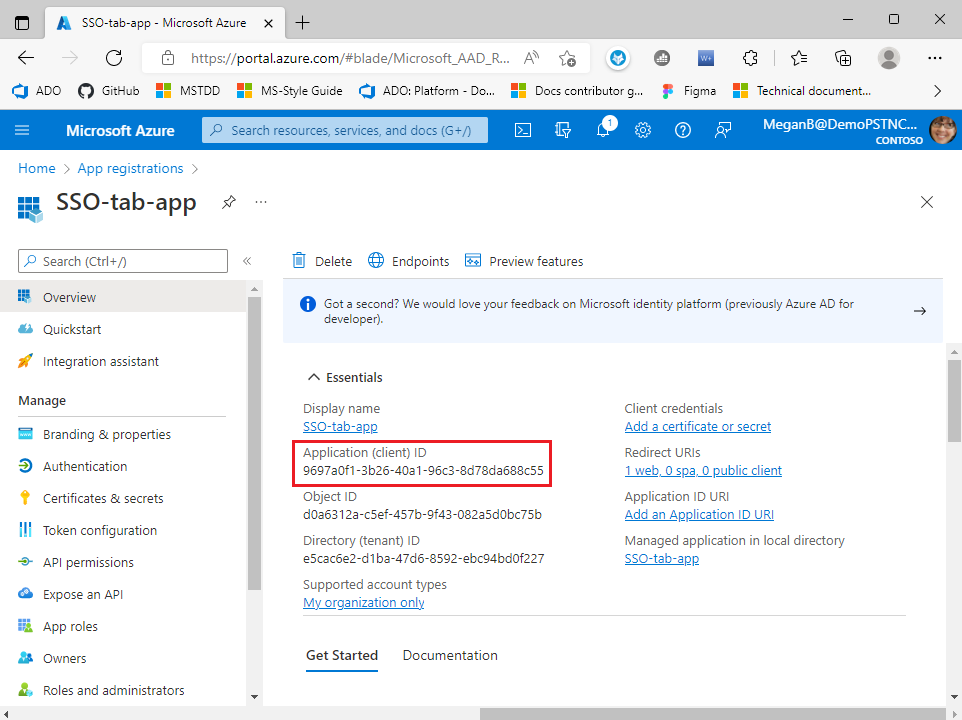 SSO-tab-app - Microsoft Azure
https://portal.azure.com/#blade/Microsoft_AAD_R...
ADO
GitHub
MSTDD
MS-Style Guide
ADO: Platform - Do...
Docs contributor g...
Figma
Technical document...
Microsoft Azure
Search resources, services, and docs (G+/)
1
MeganB@DemoPSTNC...
CONTOSO
Home > App registrations >
SSO-tab-app
Search (Ctrl+/)
«
Overview
Quickstart
Integration assistant
Manage
Branding & properties
Authentication
Certificates & secrets
Token configuration
API permissions
Expose an API
App roles
Owners
Roles and administrators
Delete
Endpoints
Preview features
Got a second? We would love your feedback on Microsoft identity platform (previously Azure AD for
developer).
Essentials
Display name
SSO-tab-app
Application (client) ID
9697a0f1-3b26-40a1-96c3-8d78da688c55
Object ID
d0a6312a-c5ef-457b-9f43-082a5d0bc75b
Directory (tenant) ID
e5cac6e2-d1ba-47d6-8592-ebc94bd0f227
Supported account types
My organization only
Client credentials
Add a certificate or secret
Redirect URIs
1 web, 0 spa, 0 public client
Application ID URI
Add an Application ID URI
Managed application in local directory
SSO-tab-app
Get Started
Documentation